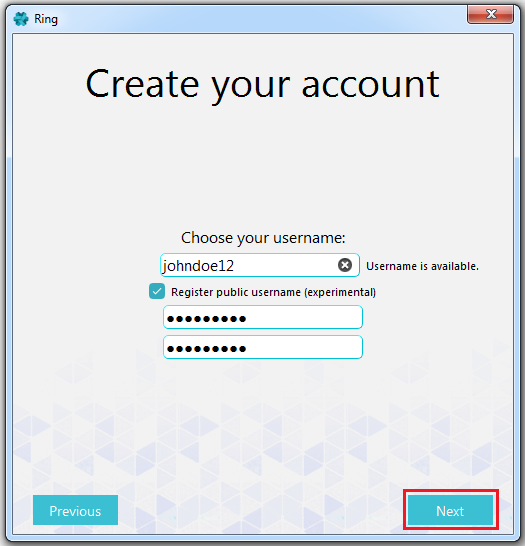 Ring
Create your account
Choose your username:
johndoe12
Username is available.
Register public username (experimental)
●●●●●●●●●
●●●●●●●●●
Previous
Next